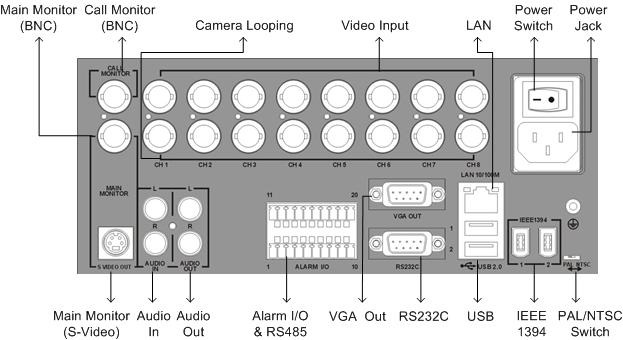 Main Monitor
(BNC)
Call Monitor
(BNC)
Camera Looping
Video Input
LAN
Power
Switch
Power
Jack
CALL
MONITOR
CH 1
CH 2
CH 3
CH 4
CH 5
CH 6
CH 7
CH 8
LAN 10/100M
MAIN
MONITOR
L
L
R
R
11
20
VGA OUT
1
2
IEEE1394
S VIDEO OUT
AUDIO
IN
AUDIO
OUT
1
ALARM I/O
10
RS232C
USB 2.0
1
2
PAL NTSC
Main Monitor
(S-Video)
Audio
In
Audio
Out
Alarm I/O
& RS485
VGA Out
RS232C
USB
IEEE
1394
PAL/NTSC
Switch